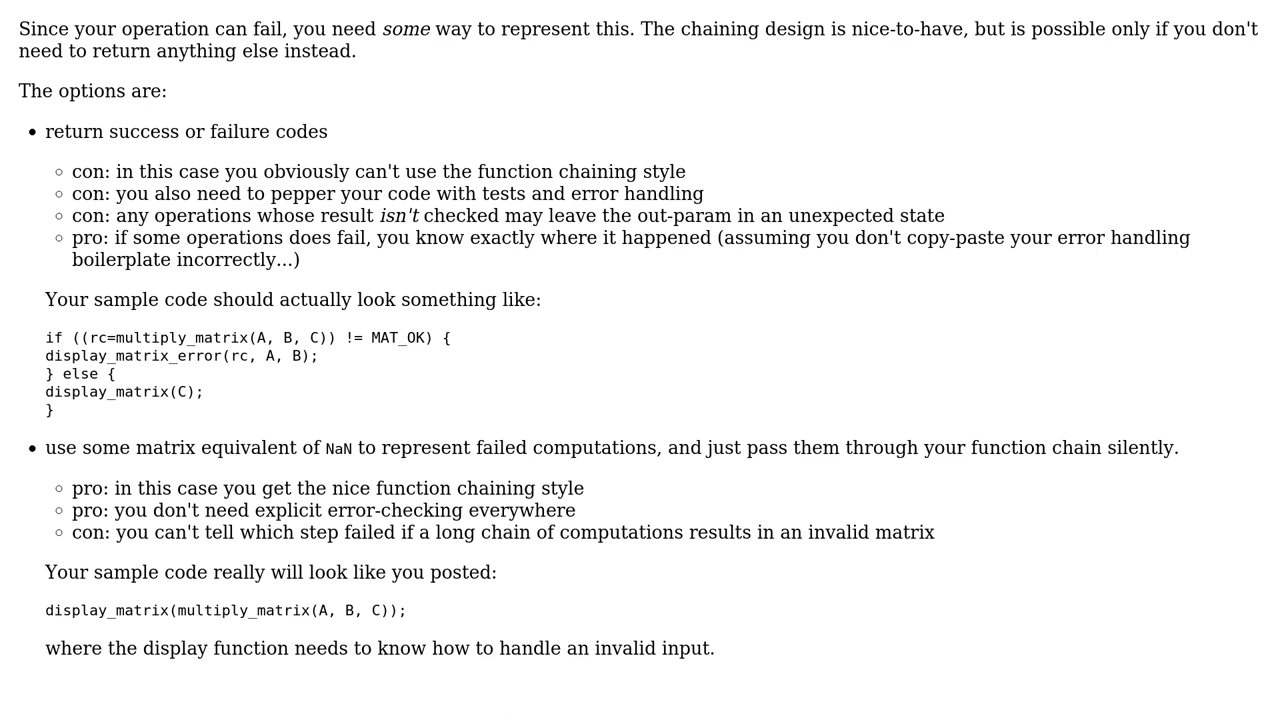 Since your operation can fail, you need some way to represent this. The chaining design is nice-to-have, but is possible only if you don't
need to return anything else instead.
The options are:
• return success or failure codes
◦ con: in this case you obviously can't use the function chaining style
◦ con: you also need to pepper your code with tests and error handling
◦ con: any operations whose result isn't checked may leave the out-param in an unexpected state
◦ pro: if some operations does fail, you know exactly where it happened (assuming you don't copy-paste your error handling
boilerplate incorrectly...)
Your sample code should actually look something like:
if ((rc=multiply_matrix(A, B, C)) != MAT_OK) {
display_matrix_error(rc, A, B);
} else {
display_matrix(C);
}
• use some matrix equivalent of NaN to represent failed computations, and just pass them through your function chain silently.
◦ pro: in this case you get the nice function chaining style
◦ pro: you don't need explicit error-checking everywhere
◦ con: you can't tell which step failed if a long chain of computations results in an invalid matrix
Your sample code really will look like you posted:
display_matrix(multiply_matrix(A, B, C));
where the display function needs to know how to handle an invalid input.